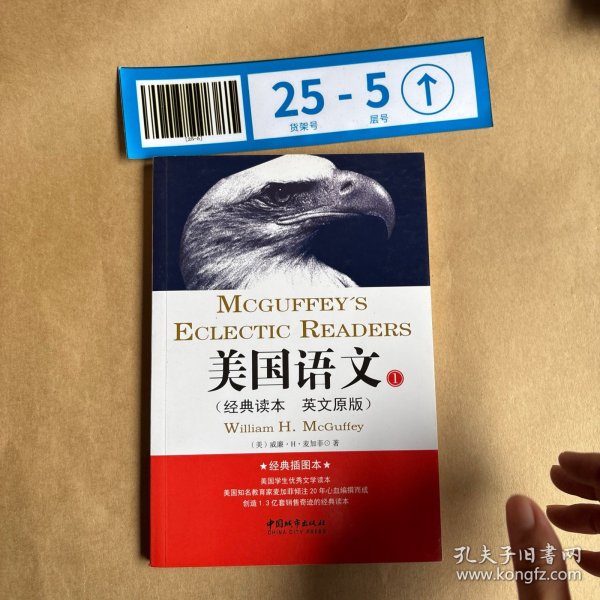 25-5
货架号 层号
(25-5)
MCGUFFEY'S
ECLECTIC READERS
美国语文 1
（经典读本 英文原版）
William H. McGuffey
（美）威廉·H·麦加菲⊙著
★经典插图本★
美国学生优秀文学读本
美国知名教育家麦加菲倾注20年心血编撰而成
创造1.3亿套销售奇迹的经典读本
中国城市出版社
CHINA CITY PRESS
孔夫子旧书网
www.kongfz.com